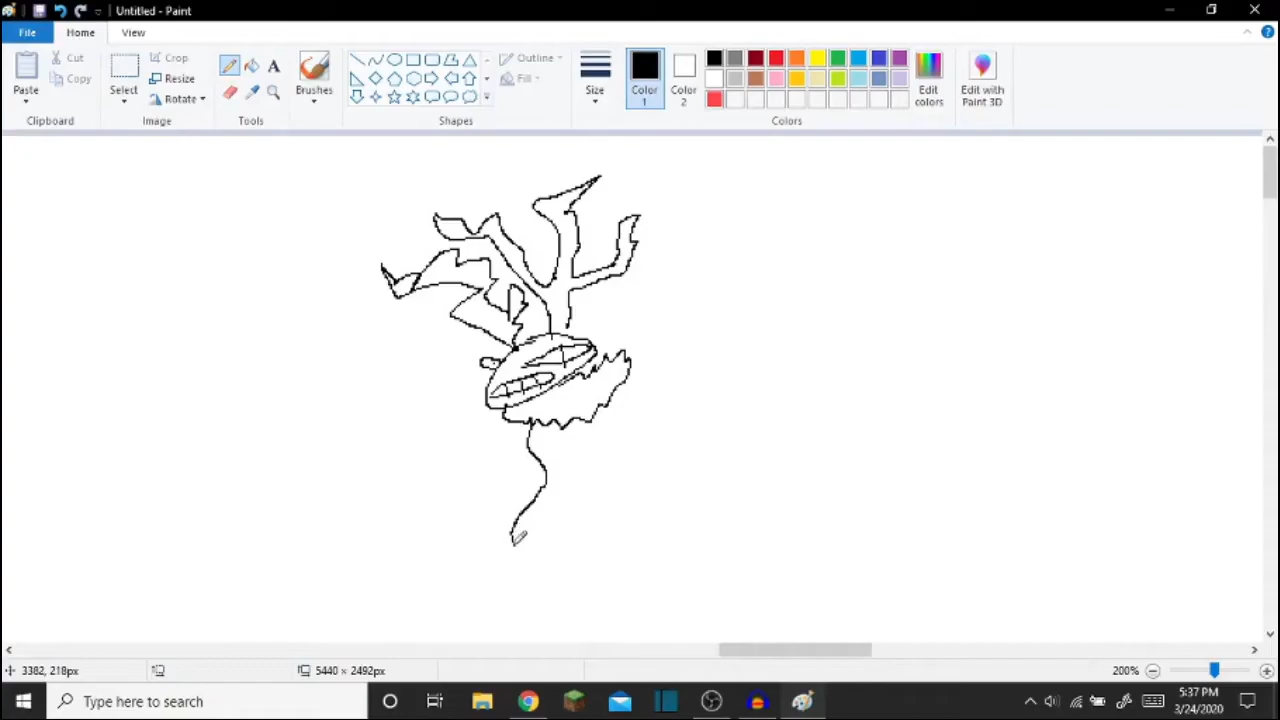 Untitled - Paint
File Home View
Cut
Copy
Paste
Clipboard
Crop
Resize
Rotate
Select
Image
A
Tools
Brushes
Outline
Fill
Shapes
Size
Color 1
Color 2
Edit colors
Edit with Paint 3D
Colors
3382, 218px
5440 × 2492px
200%
Type here to search
5:37 PM
3/24/2020